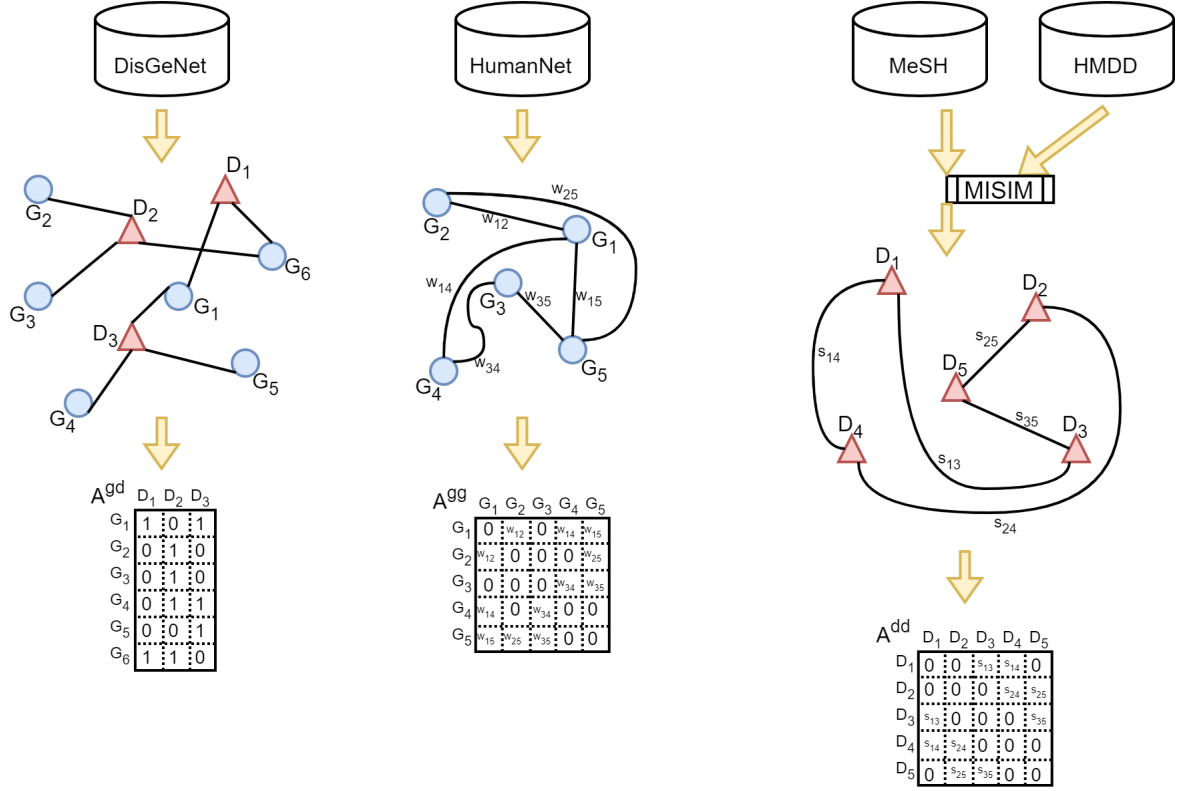 DisGeNet
HumanNet
MeSH
HMDD
MISIM
D1
G2
D2
G6
G3
G1
D3
G5
G4
w25
G2
w12
G1
w14
G3
w35
w15
w34
G4
G5
D1
D2
s25
s14
D5
s35
D4
D3
s13
s24
A^gd D1 D2 D3
G1 1 0 1
G2 0 1 0
G3 0 1 0
G4 0 1 1
G5 0 0 1
G6 1 1 0
A^gg G1 G2 G3 G4 G5
G1 0 w12 0 w14 w15
G2 w12 0 0 0 w25
G3 0 0 0 w34 w35
G4 w14 0 w34 0 0
G5 w15 w25 w35 0 0
A^dd D1 D2 D3 D4 D5
D1 0 0 s13 s14 0
D2 0 0 0 s24 s25
D3 s13 0 0 0 s35
D4 s14 s24 0 0 0
D5 0 s25 s35 0 0